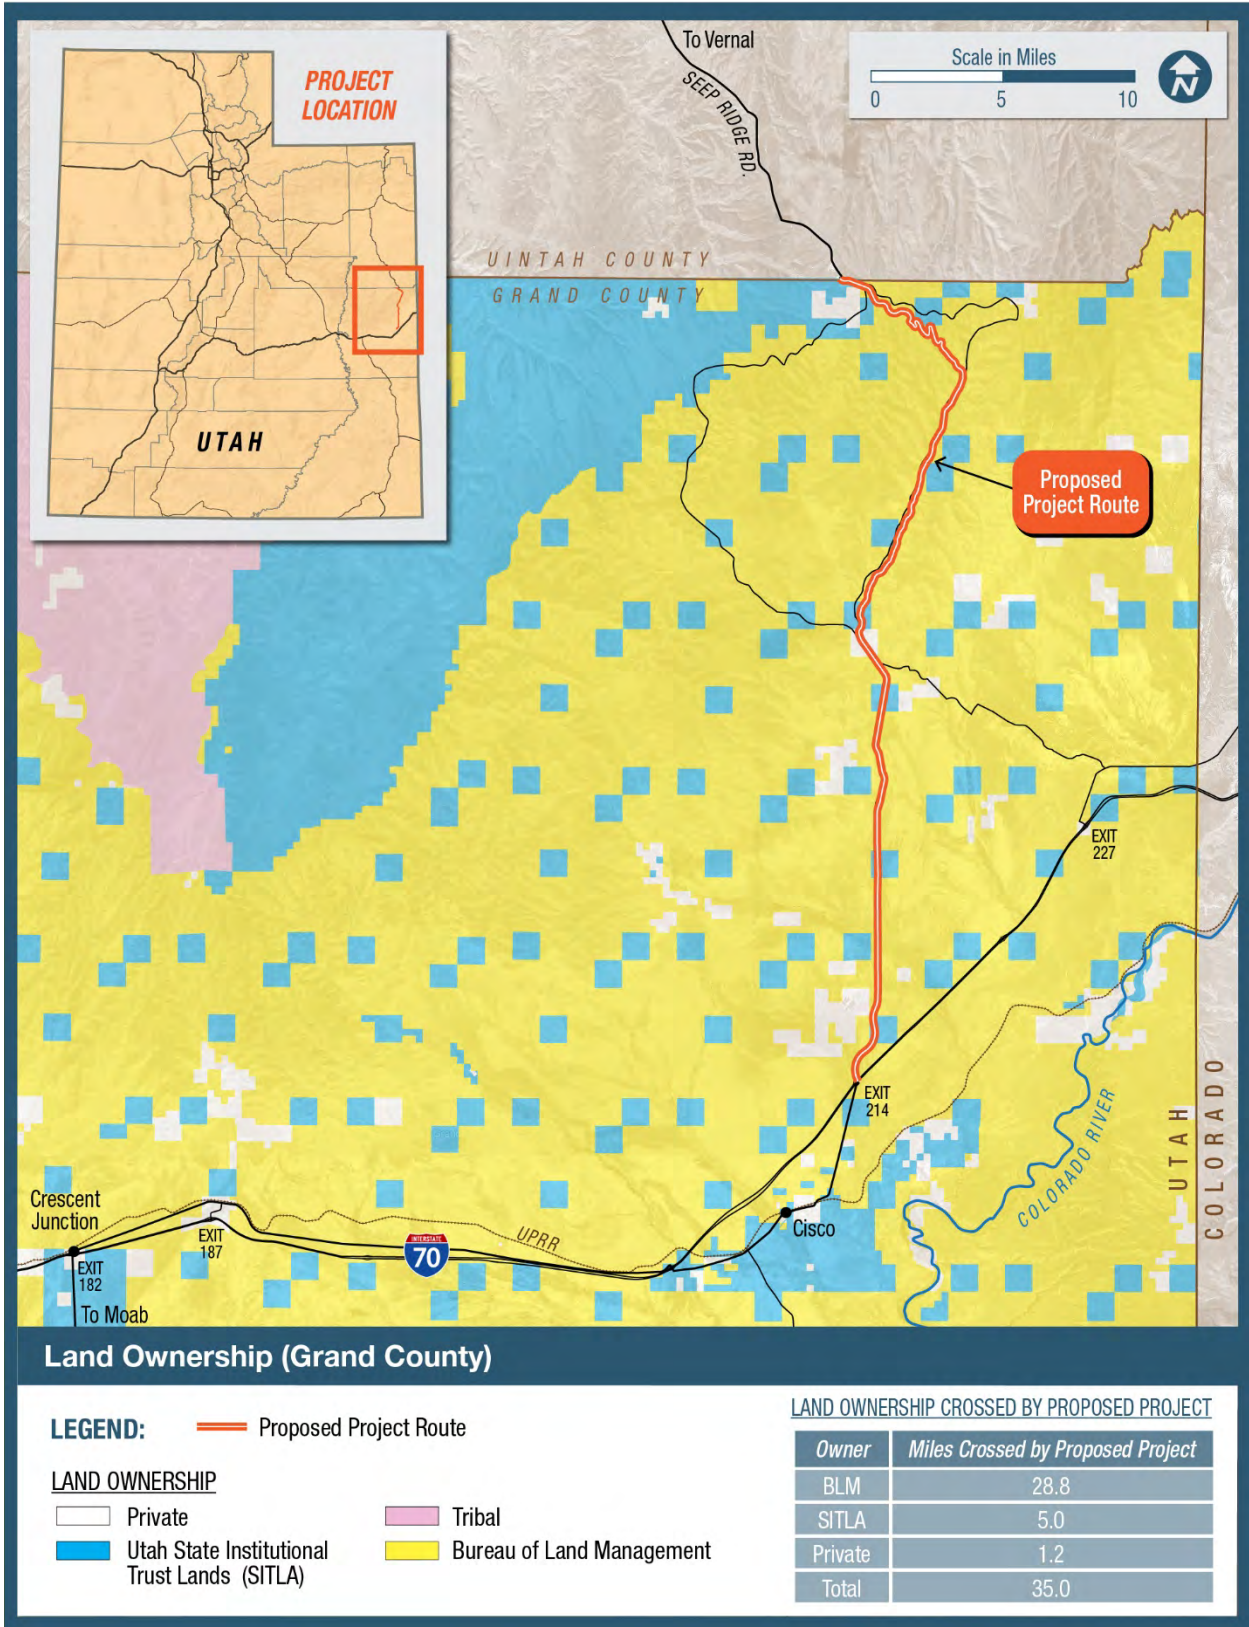 PROJECT
LOCATION
UTAH
To Vernal
SEEP RIDGE RD.
Scale in Miles
0 5 10
N
UINTAH COUNTY
GRAND COUNTY
Proposed
Project Route
EXIT
227
EXIT
214
COLORADO RIVER
UTAH
COLORADO
Crescent
Junction
EXIT
187
EXIT
182
To Moab
INTERSTATE
70
UPRR
Cisco
Land Ownership (Grand County)
LEGEND:
Proposed Project Route
LAND OWNERSHIP
Private
Tribal
Utah State Institutional
Trust Lands (SITLA)
Bureau of Land Management
LAND OWNERSHIP CROSSED BY PROPOSED PROJECT
Owner Miles Crossed by Proposed Project
BLM 28.8
SITLA 5.0
Private 1.2
Total 35.0